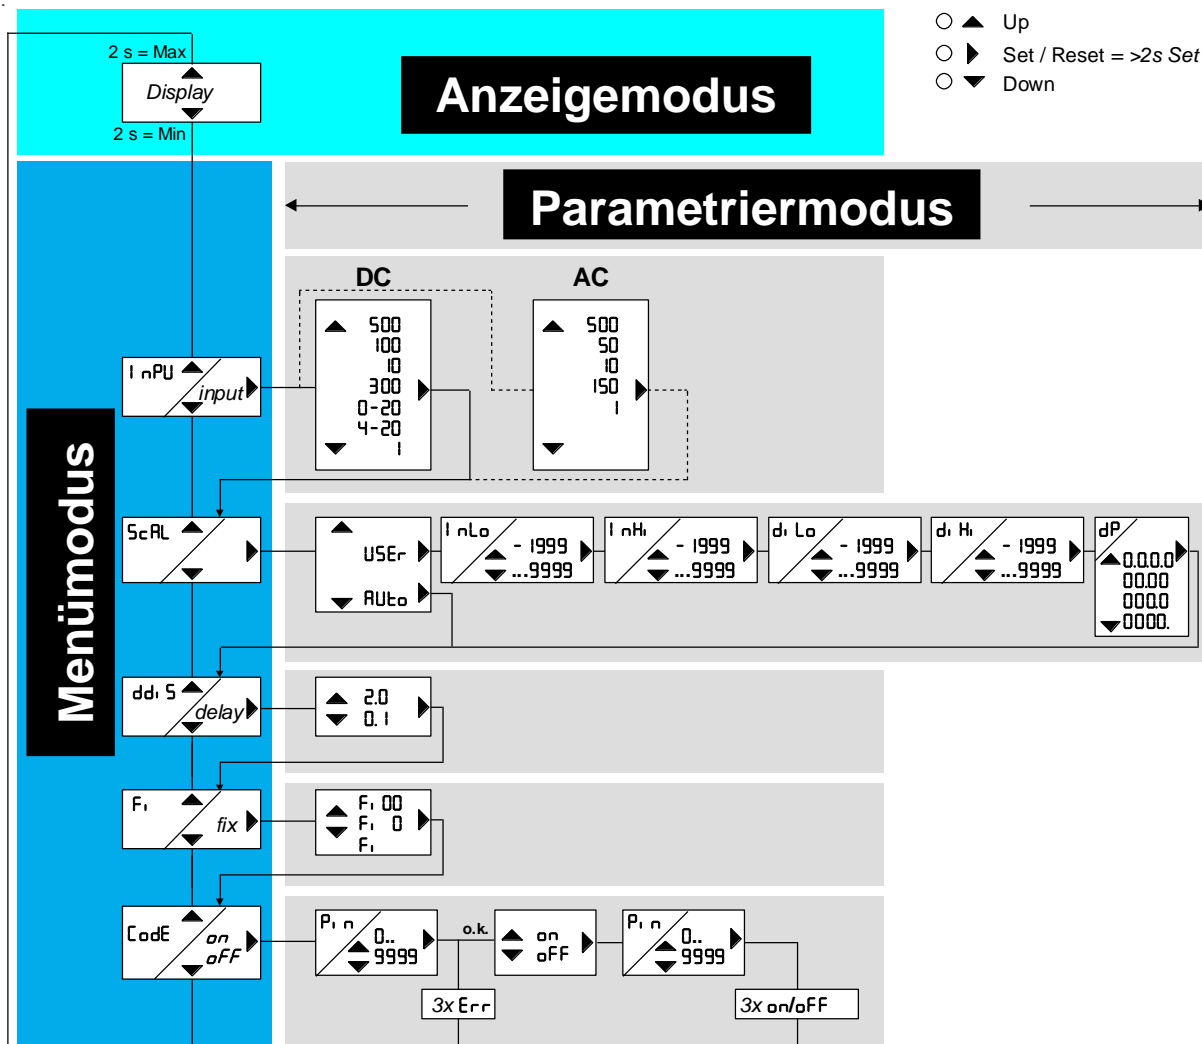 2 s = Max
Display
2 s = Min
Anzeigemodus
Up
Set / Reset = >2s Set
Down
Menümodus
Parametriermodus
DC
AC
InPU
input
500
100
10
300
0-20
4-20
1
500
50
10
150
1
ScAL
USEr
AUto
InLo
- 1999
...9999
InHi
- 1999
...9999
di Lo
- 1999
...9999
di Hi
- 1999
...9999
dP
0.0.0.0
00.00
000.0
0000.
ddiS
delay
2.0
0.1
Fi
fix
Fi 00
Fi 0
Fi
CodE
on
oFF
Pin
0..
9999
o.k.
on
oFF
Pin
0..
9999
3x Err
3x on/oFF